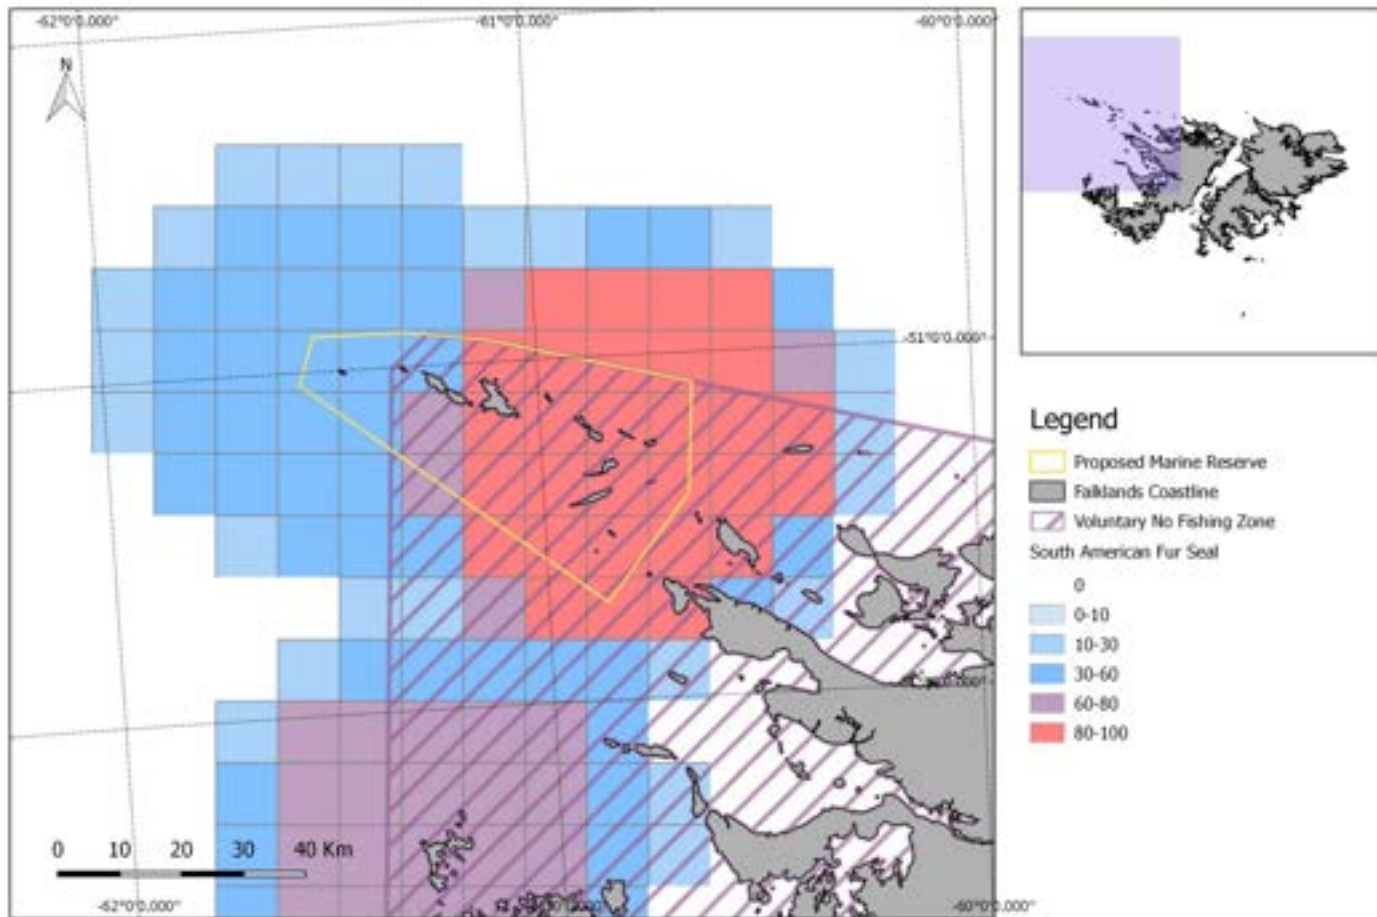 -62°0'0.000"
-61°0'0.000"
-60°0'0.000"
N
-51°0'0.000"
0 10 20 30 40 Km
-62°0'0.000"
-60°0'0.000"
Legend
Proposed Marine Reserve
Falklands Coastline
Voluntary No Fishing Zone
South American Fur Seal
0
0-10
10-30
30-60
60-80
80-100